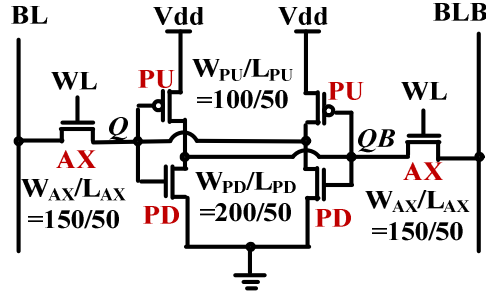 BL
Vdd
Vdd
BLB
WL
PU
W_PU/L_PU
=100/50
PU
WL
Q
QB
AX
W_AX/L_AX
=150/50
PD
W_PD/L_PD
=200/50
PD
AX
W_AX/L_AX
=150/50